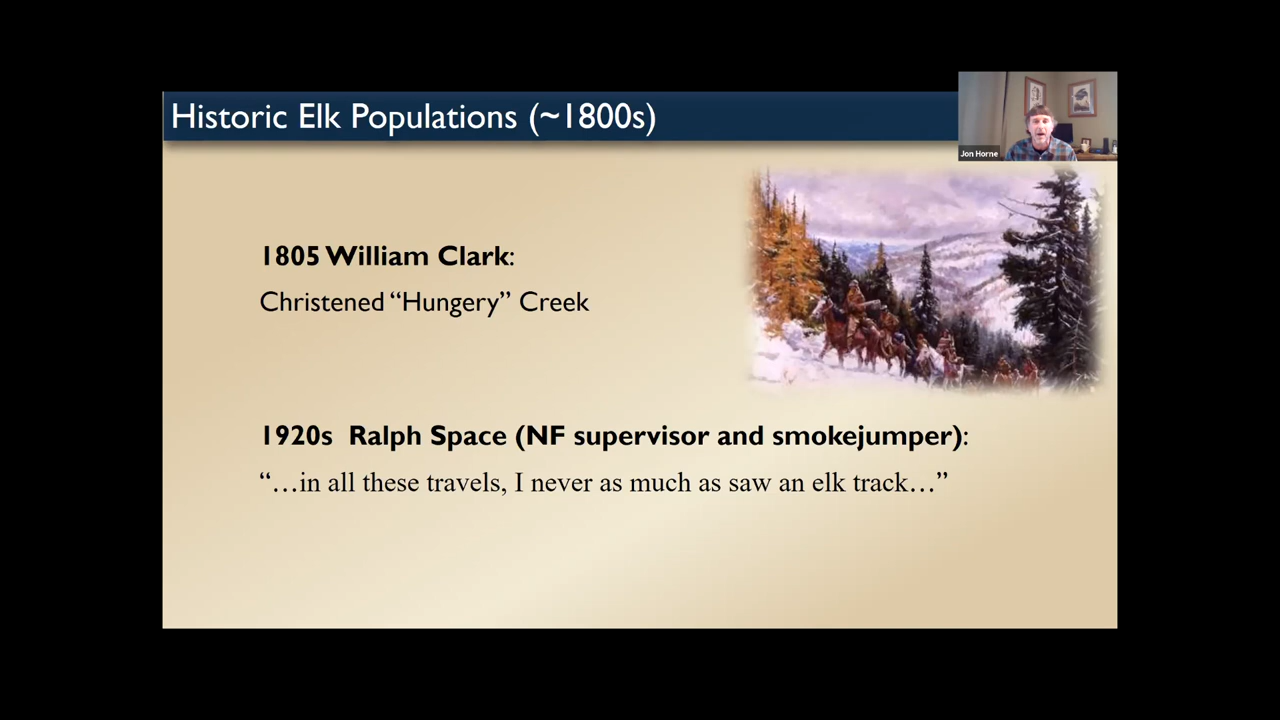 Historic Elk Populations (~1800s)
Jon Horne
1805 William Clark:
Christened “Hungery” Creek
1920s Ralph Space (NF supervisor and smokejumper):
“…in all these travels, I never as much as saw an elk track…”